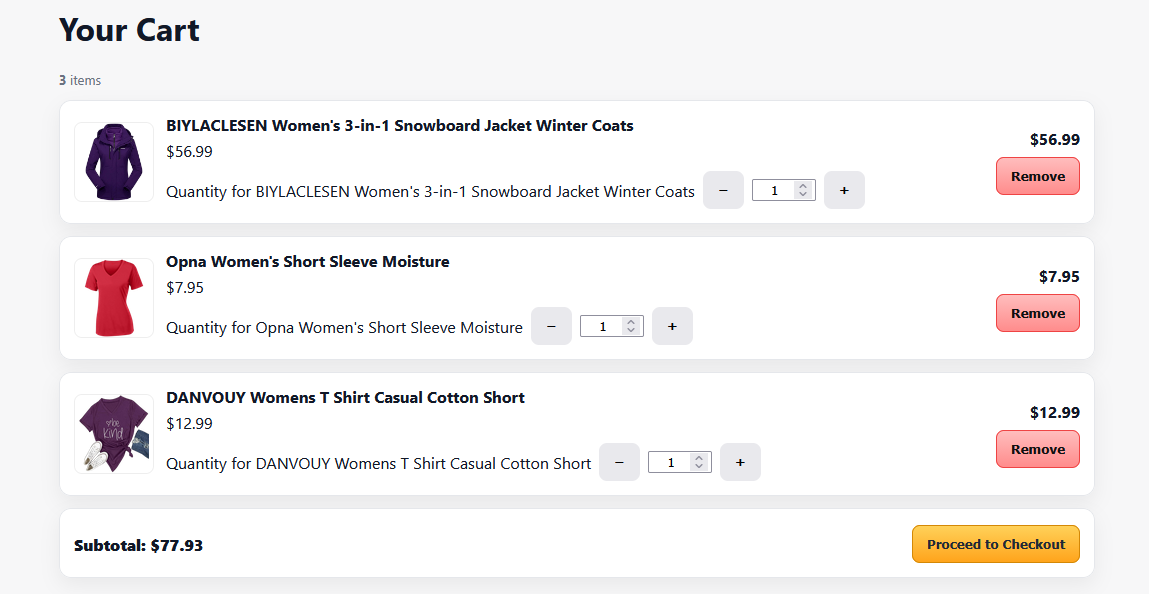 Your Cart
3 items
BIYLACLESEN Women's 3-in-1 Snowboard Jacket Winter Coats
$56.99
$56.99
Quantity for BIYLACLESEN Women's 3-in-1 Snowboard Jacket Winter Coats − 1 +
Remove
Opna Women's Short Sleeve Moisture
$7.95
$7.95
Quantity for Opna Women's Short Sleeve Moisture − 1 +
Remove
DANVOUY Womens T Shirt Casual Cotton Short
$12.99
$12.99
be
kind
Quantity for DANVOUY Womens T Shirt Casual Cotton Short − 1 +
Remove
Subtotal: $77.93
Proceed to Checkout